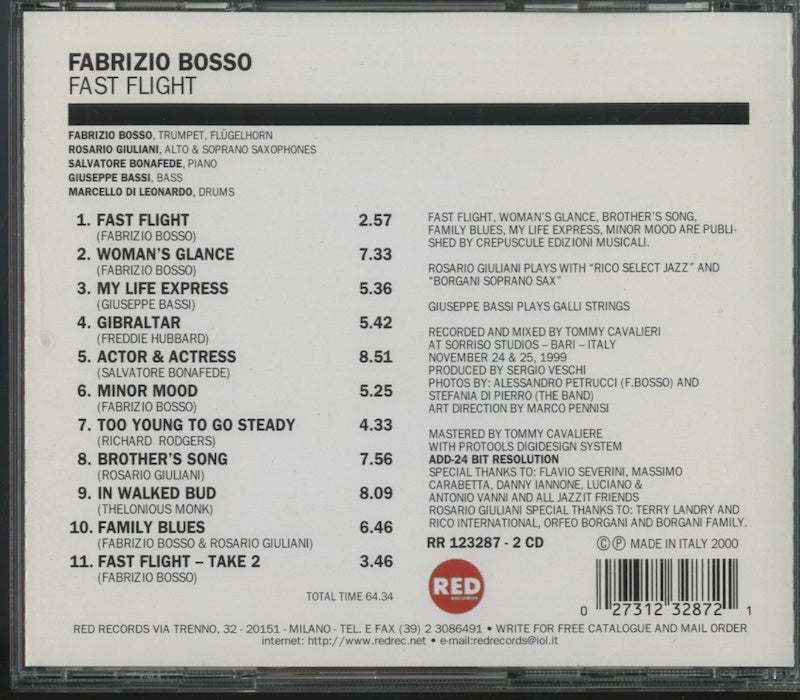 FABRIZIO BOSSO
FAST FLIGHT
FABRIZIO BOSSO, TRUMPET, FLÜGELHORN
ROSARIO GIULIANI, ALTO & SOPRANO SAXOPHONES
SALVATORE BONAFEDE, PIANO
GIUSEPPE BASSI, BASS
MARCELLO DI LEONARDO, DRUMS
1. FAST FLIGHT 2.57
(FABRIZIO BOSSO)
2. WOMAN'S GLANCE 7.33
(FABRIZIO BOSSO)
3. MY LIFE EXPRESS 5.36
(GIUSEPPE BASSI)
4. GIBRALTAR 5.42
(FREDDIE HUBBARD)
5. ACTOR & ACTRESS 8.51
(SALVATORE BONAFEDE)
6. MINOR MOOD 5.25
(FABRIZIO BOSSO)
7. TOO YOUNG TO GO STEADY 4.33
(RICHARD RODGERS)
8. BROTHER'S SONG 7.56
(ROSARIO GIULIANI)
9. IN WALKED BUD 8.09
(THELONIOUS MONK)
10. FAMILY BLUES 6.46
(FABRIZIO BOSSO & ROSARIO GIULIANI)
11. FAST FLIGHT – TAKE 2 3.46
(FABRIZIO BOSSO)
TOTAL TIME 64.34
FAST FLIGHT, WOMAN'S GLANCE, BROTHER'S SONG,
FAMILY BLUES, MY LIFE EXPRESS, MINOR MOOD ARE PUBLI-
SHED BY CREPUSCULE EDIZIONI MUSICALI.
ROSARIO GIULIANI PLAYS WITH "RICO SELECT JAZZ" AND
"BORGANI SOPRANO SAX"
GIUSEPPE BASSI PLAYS GALLI STRINGS
RECORDED AND MIXED BY TOMMY CAVALIERI
AT SORRISO STUDIOS – BARI – ITALY
NOVEMBER 24 & 25, 1999
PRODUCED BY SERGIO VESCHI
PHOTOS BY: ALESSANDRO PETRUCCI (F.BOSSO) AND
STEFANIA DI PIERRO (THE BAND)
ART DIRECTION BY MARCO PENNISI
MASTERED BY TOMMY CAVALIERE
WITH PROTOOLS DIGIDESIGN SYSTEM
ADD-24 BIT RESOLUTION
SPECIAL THANKS TO: FLAVIO SEVERINI, MASSIMO
CARABETTA, DANNY IANNONE, LUCIANO &
ANTONIO VANNI AND ALL JAZZIT FRIENDS
ROSARIO GIULIANI SPECIAL THANKS TO: TERRY LANDRY AND
RICO INTERNATIONAL, ORFEO BORGANI AND BORGANI FAMILY.
RR 123287 - 2 CD ©℗ MADE IN ITALY 2000
RED
RECORDS
0 27312 32872 1
RED RECORDS VIA TRENNO, 32 - 20151 - MILANO - TEL. E FAX (39) 2 3086491 • WRITE FOR FREE CATALOGUE AND MAIL ORDER
internet: http://www.redrec.net • e-mail:redrecords@iol.it